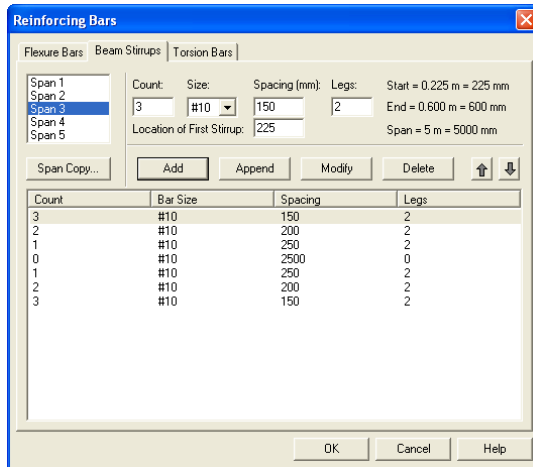 Reinforcing Bars
Flexure Bars Beam Stirrups Torsion Bars
Span 1
Span 2
Span 3
Span 4
Span 5
Count: Size: Spacing (mm): Legs: Start = 0.225 m = 225 mm
3 #10 150 2 End = 0.600 m = 600 mm
Location of First Stirrup: 225 Span = 5 m = 5000 mm
Span Copy... Add Append Modify Delete
Count Bar Size Spacing Legs
3 #10 150 2
2 #10 200 2
1 #10 250 2
0 #10 2500 0
1 #10 250 2
2 #10 200 2
3 #10 150 2
OK Cancel Help